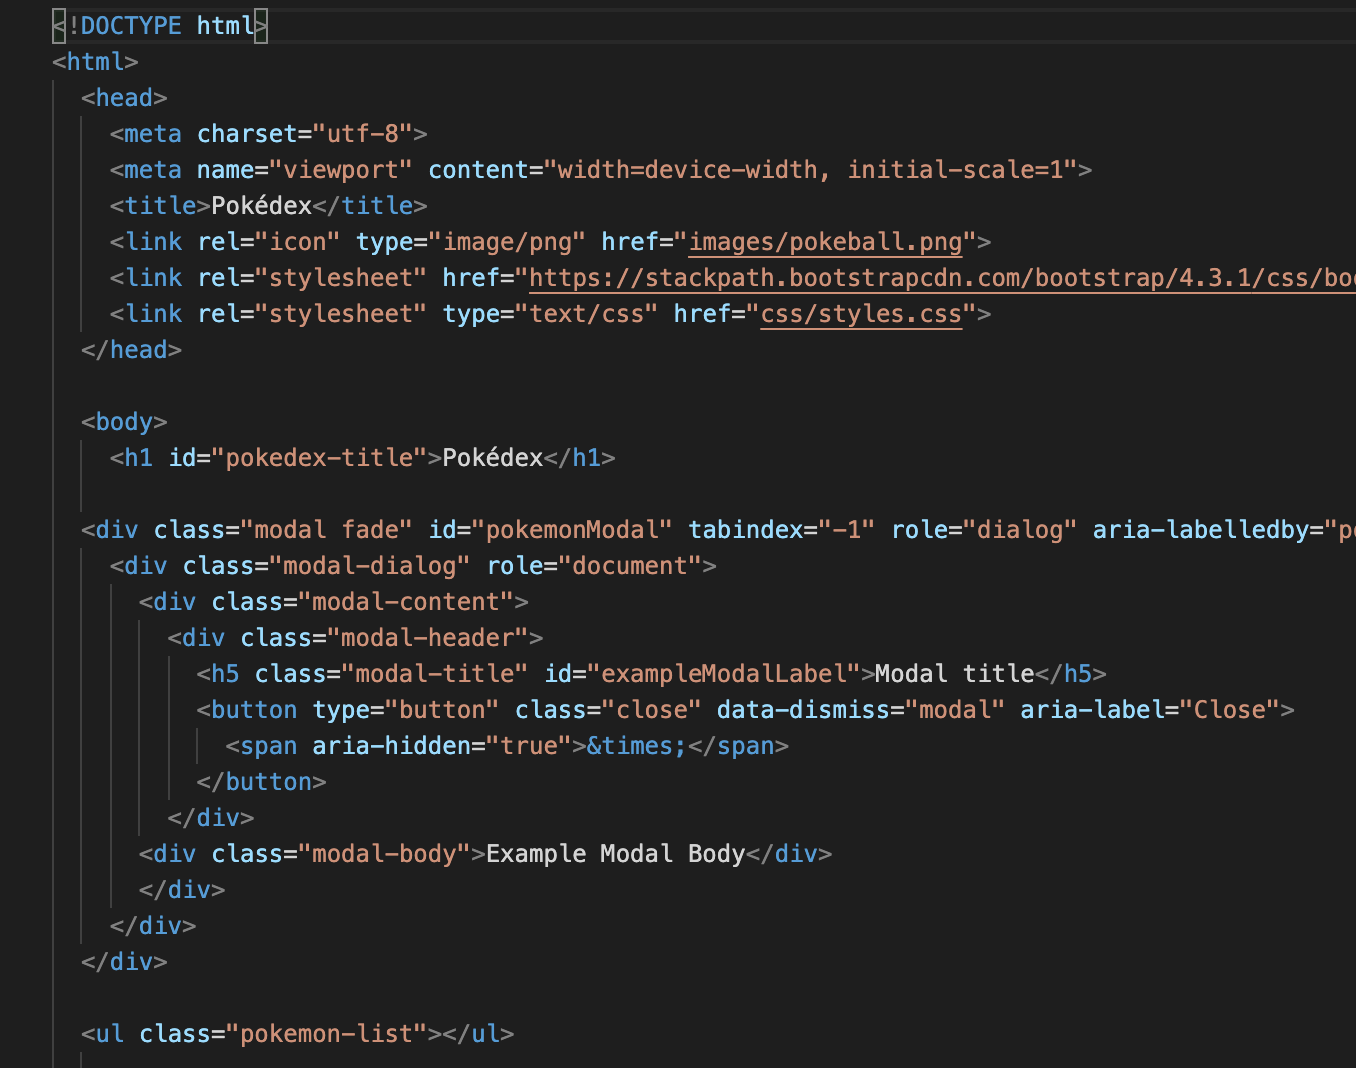 <!DOCTYPE html>
<html>
  <head>
    <meta charset="utf-8">
    <meta name="viewport" content="width=device-width, initial-scale=1">
    <title>Pokédex</title>
    <link rel="icon" type="image/png" href="images/pokeball.png">
    <link rel="stylesheet" href="https://stackpath.bootstrapcdn.com/bootstrap/4.3.1/css/
    <link rel="stylesheet" type="text/css" href="css/styles.css">
  </head>

  <body>
    <h1 id="pokedex-title">Pokédex</h1>

  <div class="modal fade" id="pokemonModal" tabindex="-1" role="dialog" aria-labelledby="
    <div class="modal-dialog" role="document">
      <div class="modal-content">
        <div class="modal-header">
          <h5 class="modal-title" id="exampleModalLabel">Modal title</h5>
          <button type="button" class="close" data-dismiss="modal" aria-label="Close">
            <span aria-hidden="true">&times;</span>
          </button>
        </div>
      <div class="modal-body">Example Modal Body</div>
      </div>
    </div>
  </div>

  <ul class="pokemon-list"></ul>